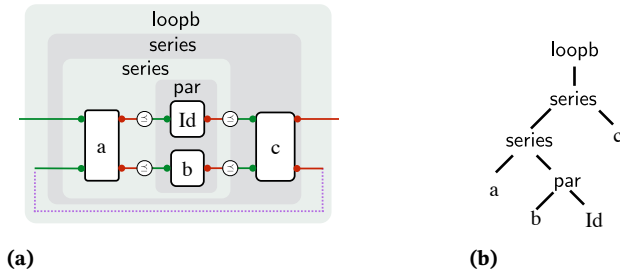 loopb
series
series
par
Id
a
c
b
⪯
⪯
⪯
⪯
(a)
loopb
series
series
c
a
par
b
Id
(b)